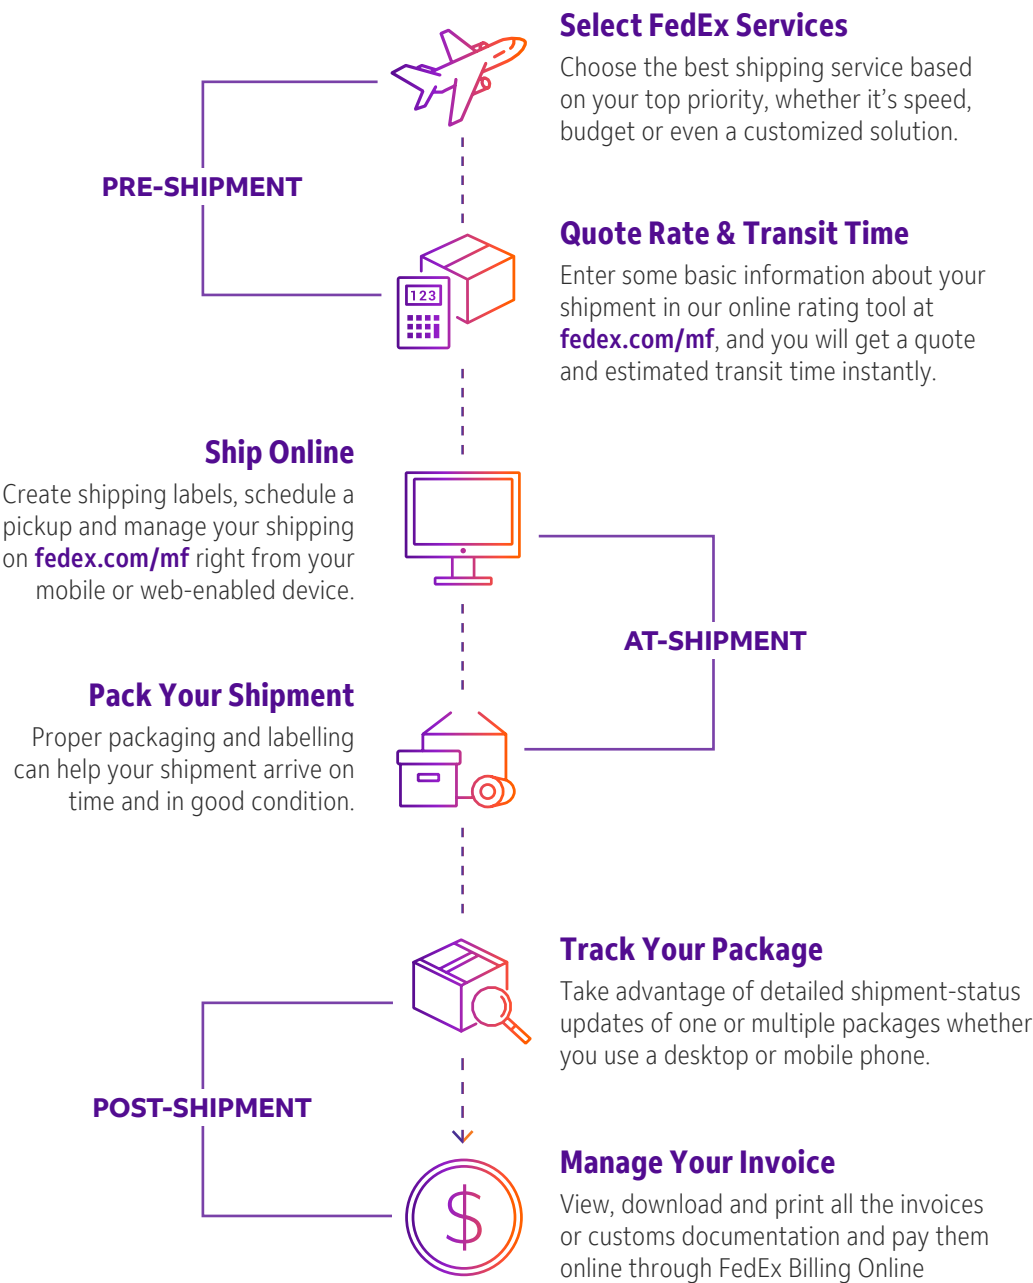 Select FedEx Services
Choose the best shipping service based
on your top priority, whether it’s speed,
budget or even a customized solution.
PRE-SHIPMENT
Quote Rate & Transit Time
Enter some basic information about your
shipment in our online rating tool at
fedex.com/mf, and you will get a quote
and estimated transit time instantly.
123
Ship Online
Create shipping labels, schedule a
pickup and manage your shipping
on fedex.com/mf right from your
mobile or web-enabled device.
AT-SHIPMENT
Pack Your Shipment
Proper packaging and labelling
can help your shipment arrive on
time and in good condition.
Track Your Package
Take advantage of detailed shipment-status
updates of one or multiple packages whether
you use a desktop or mobile phone.
POST-SHIPMENT
Manage Your Invoice
View, download and print all the invoices
or customs documentation and pay them
online through FedEx Billing Online
$